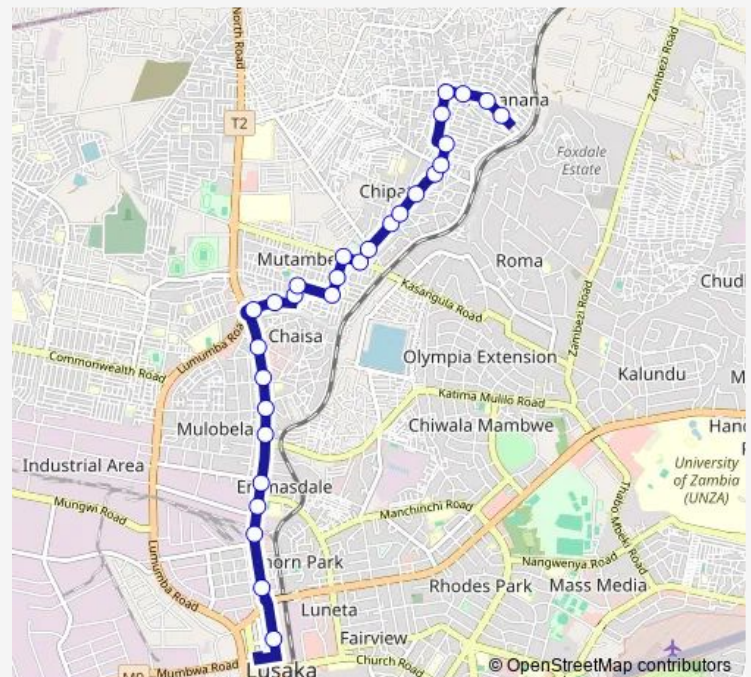 North Road
T2
Zambezi Road
anana
Foxdale
Estate
Chipa
Mutambe
Roma
Chud
Kasangula Road
Zambezi Road
Lumumba Roa
Chaisa
Olympia Extension
Commonwealth Road
Kalundu
M
Katima Mulilo Road
Mulobela
Chiwala Mambwe
Hand
Industrial Area
Emmasdale
University
of Zambia
(UNZA)
Mungwi Road
Manchinchi Road
Thabo Mbeki Road
Lumumba Road
horn Park
Nangwenya Road
Rhodes Park
Mass Media
Luneta
Fairview
Mumbwa Road
Lusaka
Church Road
© OpenStreetMap contributors